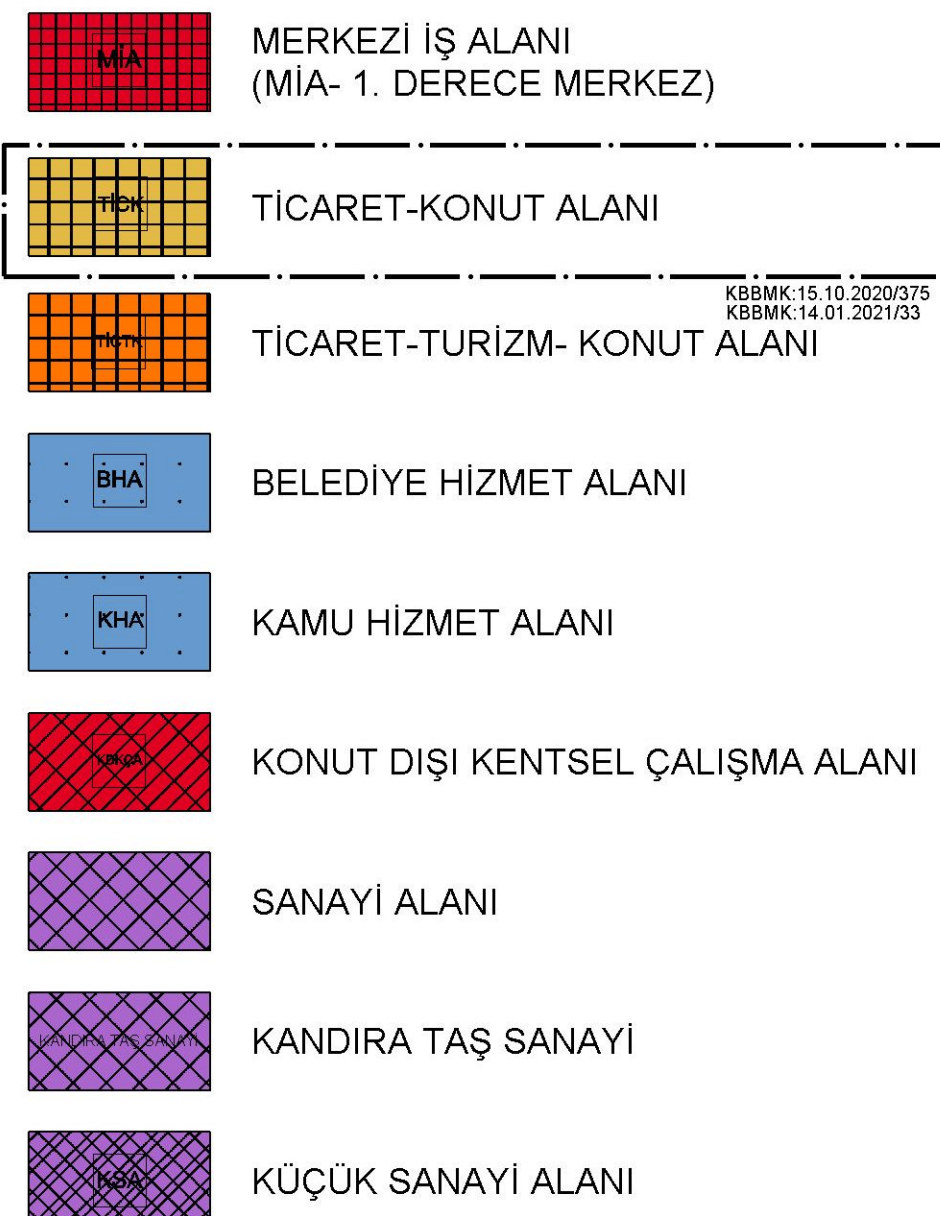 MİA
MERKEZİ İŞ ALANI
(MİA- 1. DERECE MERKEZ)
TİCK
TİCARET-KONUT ALANI
KBBMK:15.10.2020/375
KBBMK:14.01.2021/33
TİCTK
TİCARET-TURİZM- KONUT ALANI
BHA
BELEDİYE HİZMET ALANI
KHA
KAMU HİZMET ALANI
KDKÇA
KONUT DIŞI KENTSEL ÇALIŞMA ALANI
SANAYİ ALANI
KANDIRA TAŞ SANAYİ
KANDIRA TAŞ SANAYİ
KSA
KÜÇÜK SANAYİ ALANI